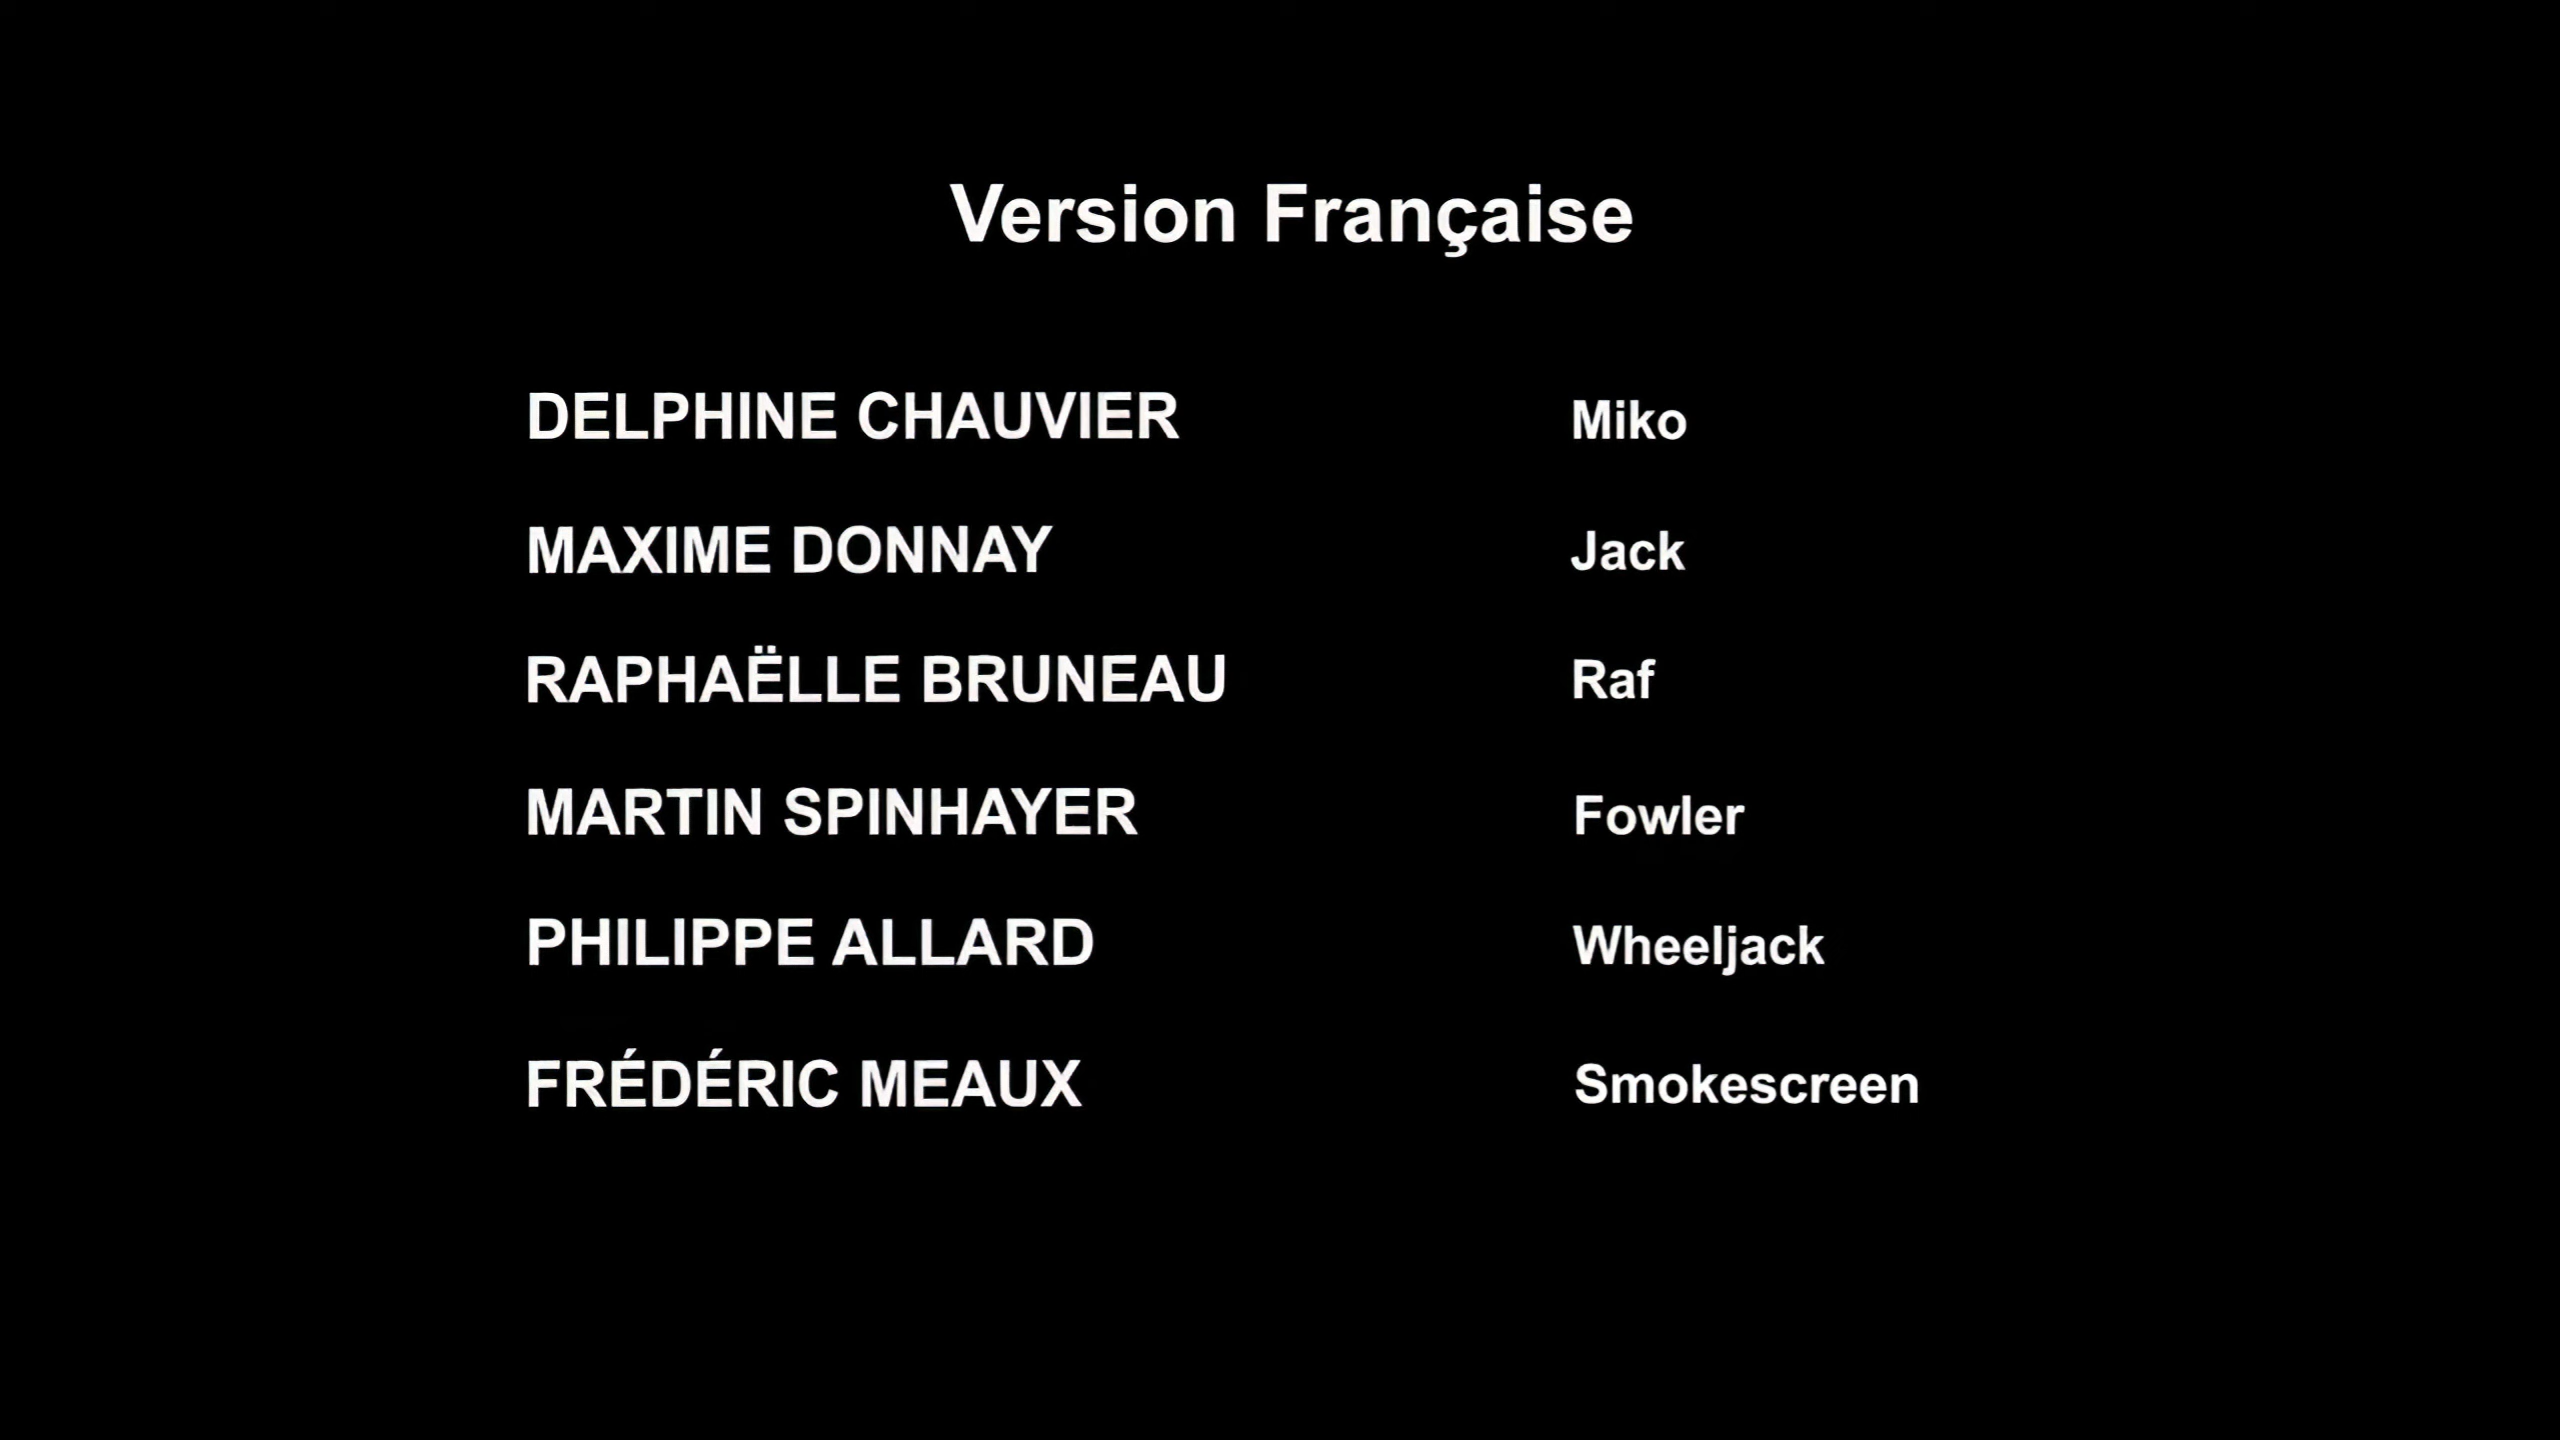 Version Française
DELPHINE CHAUVIER Miko
MAXIME DONNAY Jack
RAPHAËLLE BRUNEAU Raf
MARTIN SPINHAYER Fowler
PHILIPPE ALLARD Wheeljack
FRÉDÉRIC MEAUX Smokescreen